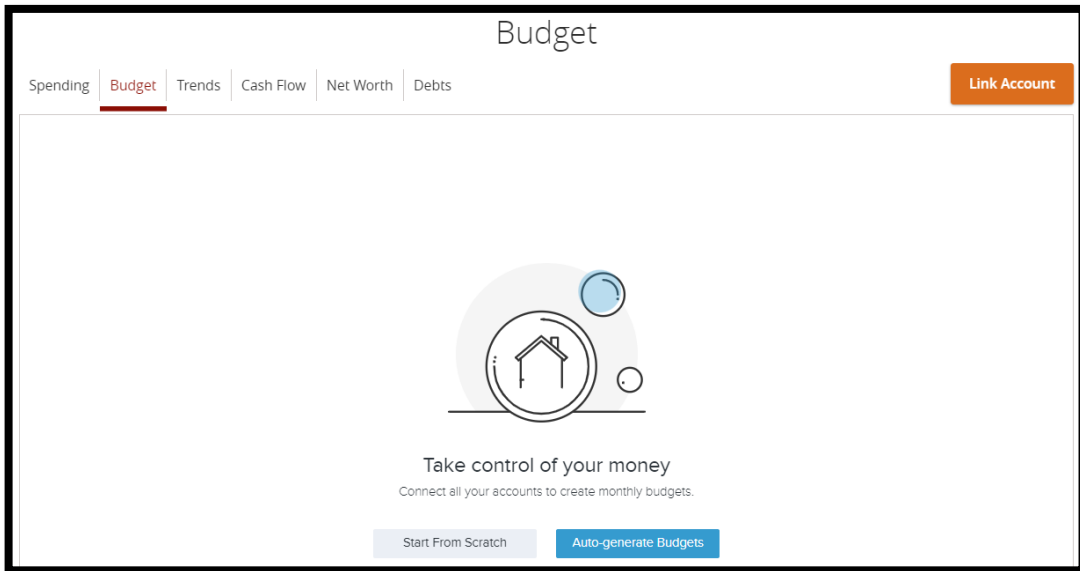 Budget
Spending Budget Trends Cash Flow Net Worth Debts
Link Account
Take control of your money
Connect all your accounts to create monthly budgets.
Start From Scratch Auto-generate Budgets